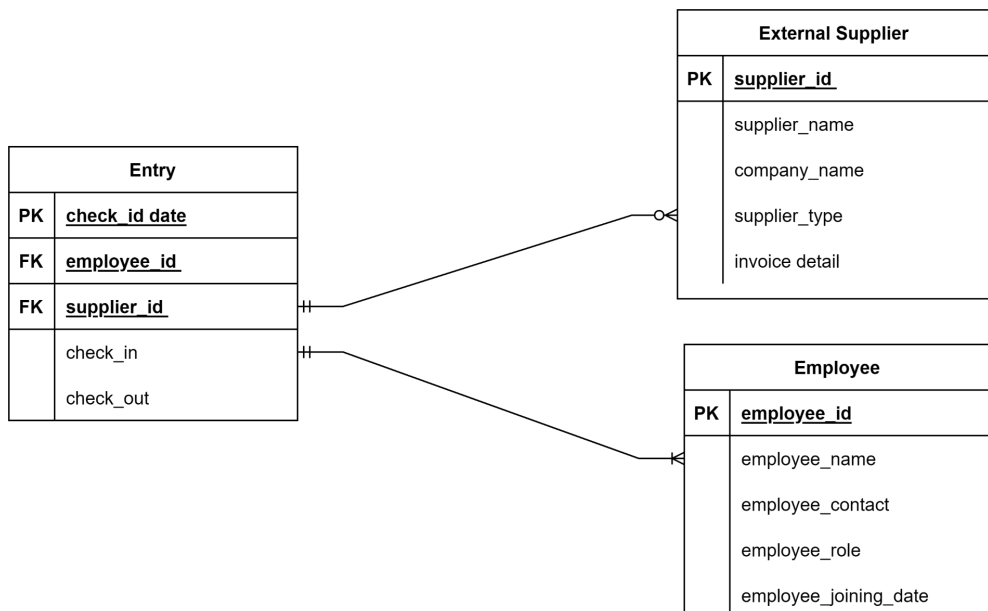 External Supplier
PK supplier_id
supplier_name
company_name
supplier_type
invoice detail
Entry
PK check_id date
FK employee_id
FK supplier_id
check_in
check_out
Employee
PK employee_id
employee_name
employee_contact
employee_role
employee_joining_date